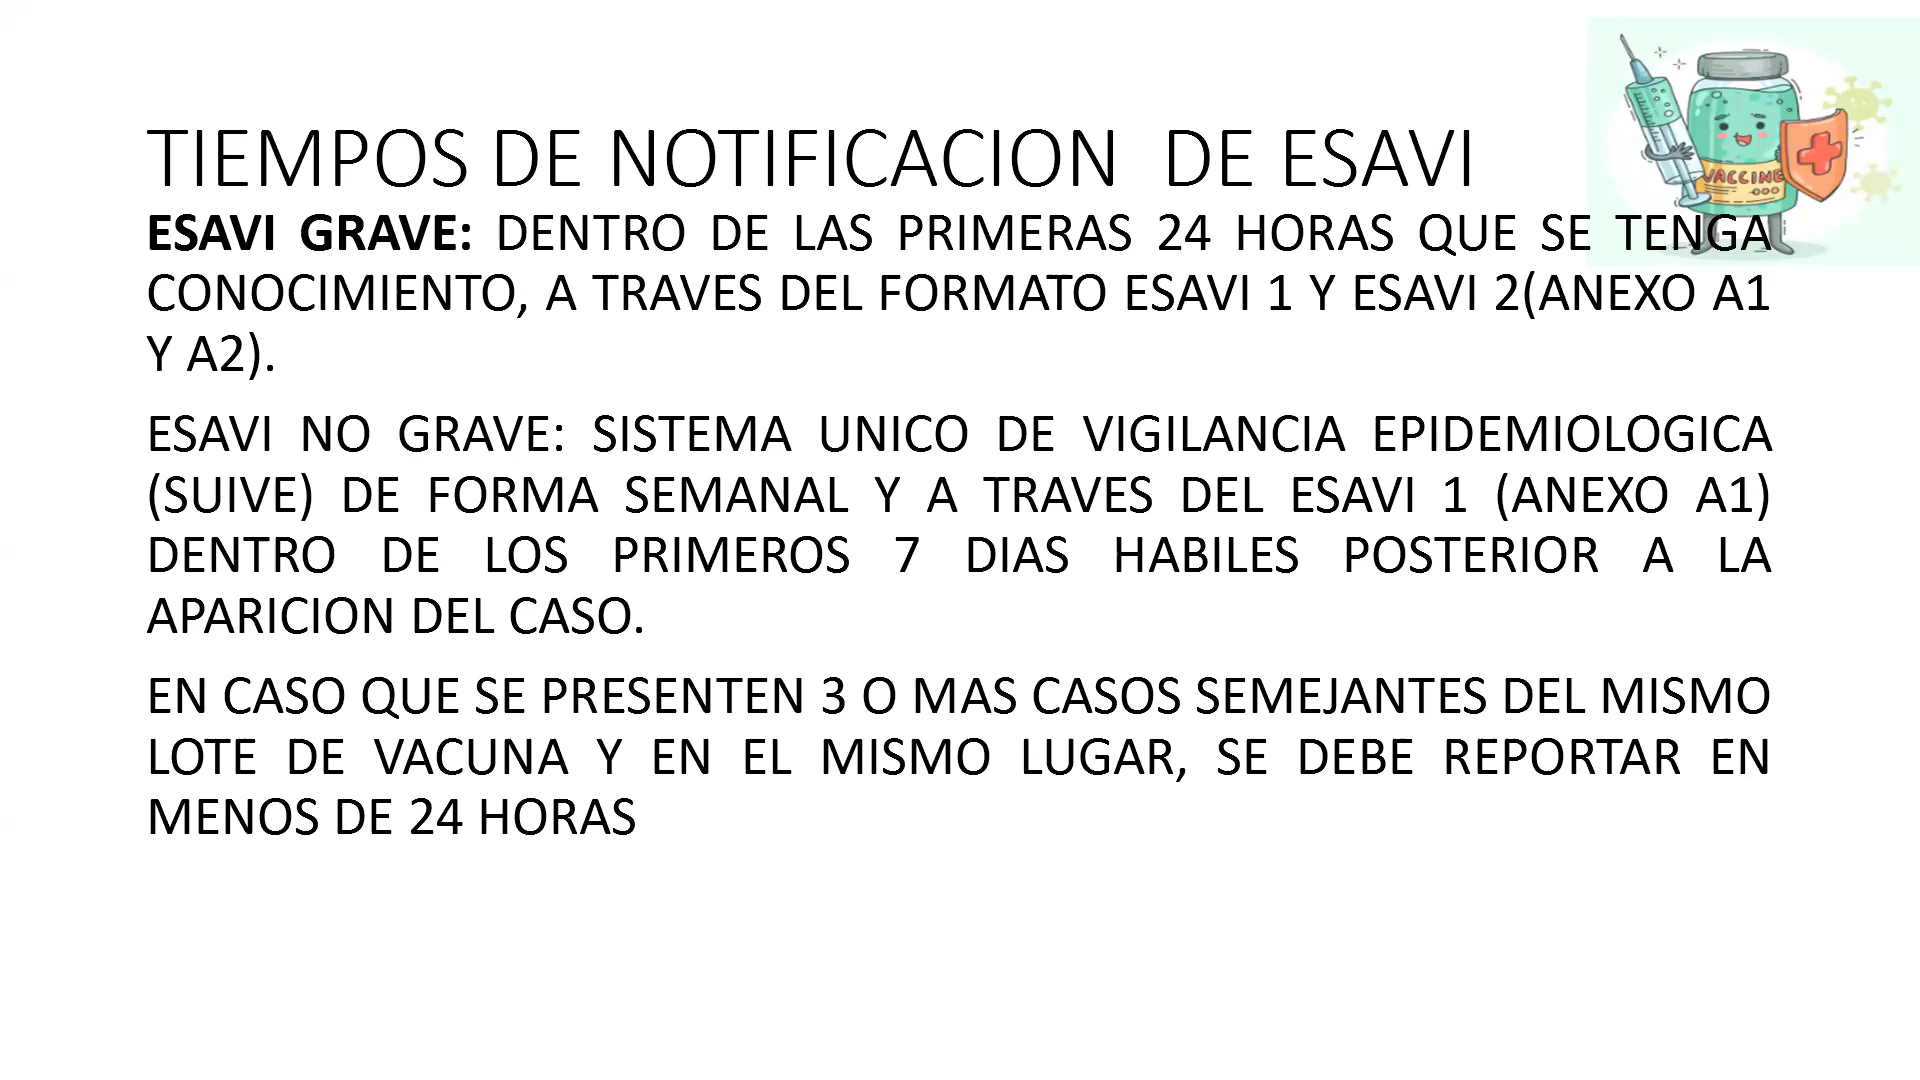 TIEMPOS DE NOTIFICACION DE ESAVI
VACCINE
ESAVI GRAVE: DENTRO DE LAS PRIMERAS 24 HORAS QUE SE TENGA
CONOCIMIENTO, A TRAVES DEL FORMATO ESAVI 1 Y ESAVI 2(ANEXO A1
Y A2).
ESAVI NO GRAVE: SISTEMA UNICO DE VIGILANCIA EPIDEMIOLOGICA
(SUIVE) DE FORMA SEMANAL Y A TRAVES DEL ESAVI 1 (ANEXO A1)
DENTRO DE LOS PRIMEROS 7 DIAS HABILES POSTERIOR A LA
APARICION DEL CASO.
EN CASO QUE SE PRESENTEN 3 O MAS CASOS SEMEJANTES DEL MISMO
LOTE DE VACUNA Y EN EL MISMO LUGAR, SE DEBE REPORTAR EN
MENOS DE 24 HORAS